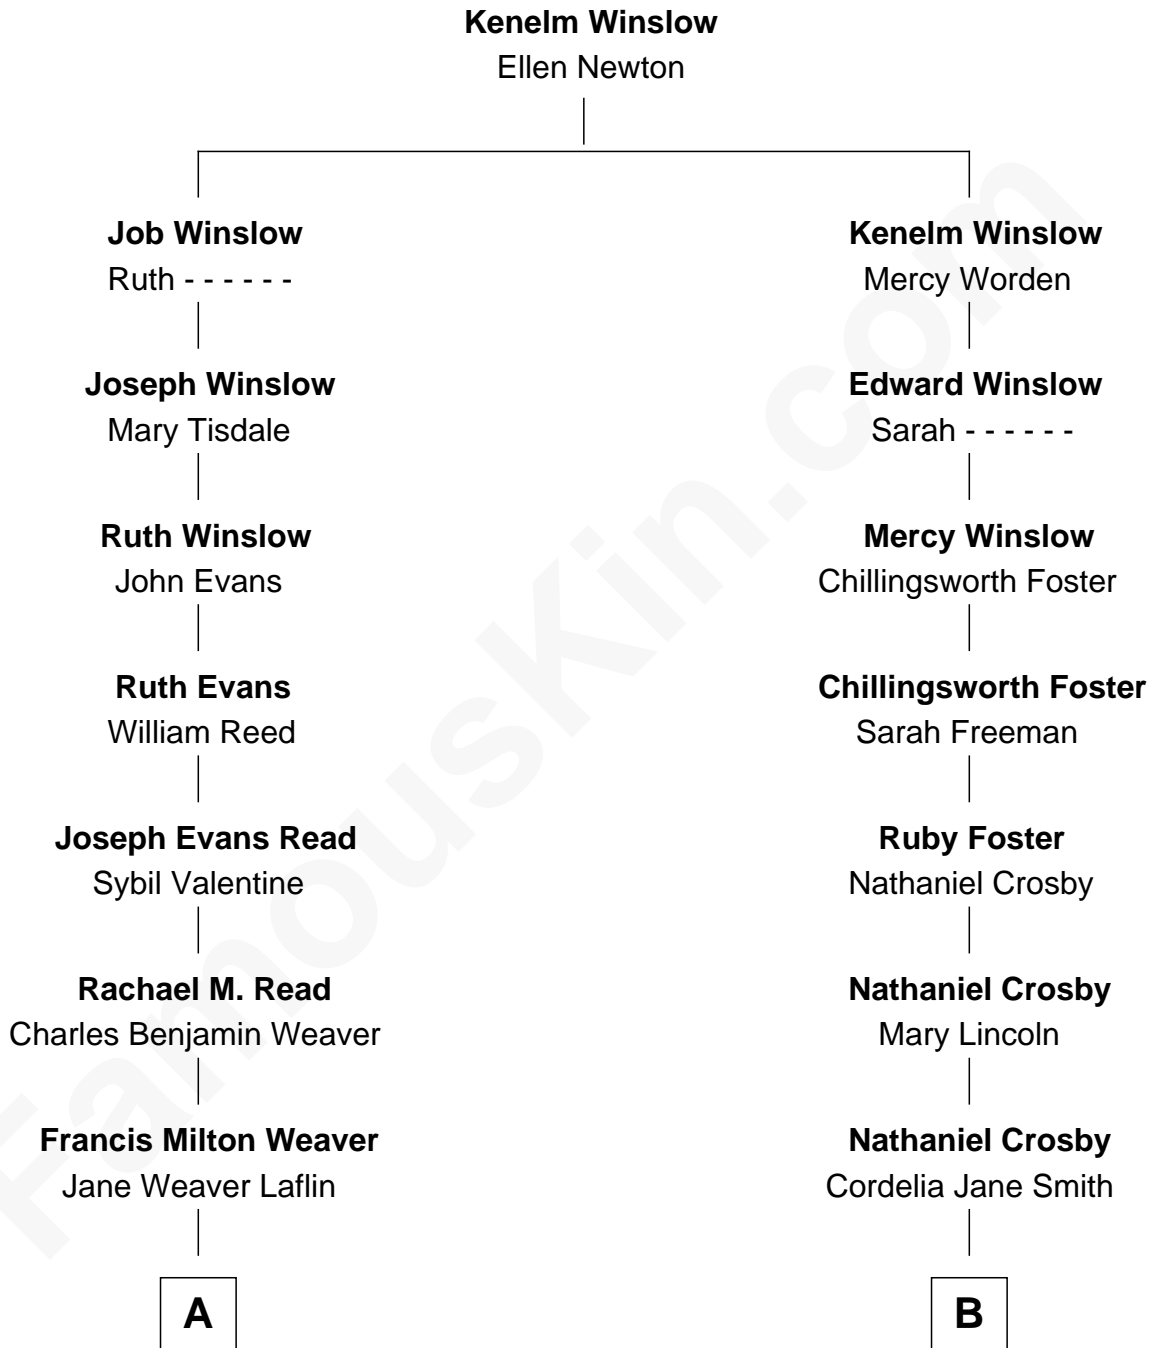 Kenelm Winslow
Ellen Newton
Job Winslow
Ruth - - - - - -
Joseph Winslow
Mary Tisdale
Ruth Winslow
John Evans
Ruth Evans
William Reed
Joseph Evans Read
Sybil Valentine
Rachael M. Read
Charles Benjamin Weaver
Francis Milton Weaver
Jane Weaver Laflin
A
Kenelm Winslow
Mercy Worden
Edward Winslow
Sarah - - - - - -
Mercy Winslow
Chillingsworth Foster
Chillingsworth Foster
Sarah Freeman
Ruby Foster
Nathaniel Crosby
Nathaniel Crosby
Mary Lincoln
Nathaniel Crosby
Cordelia Jane Smith
B
FamousKin.com